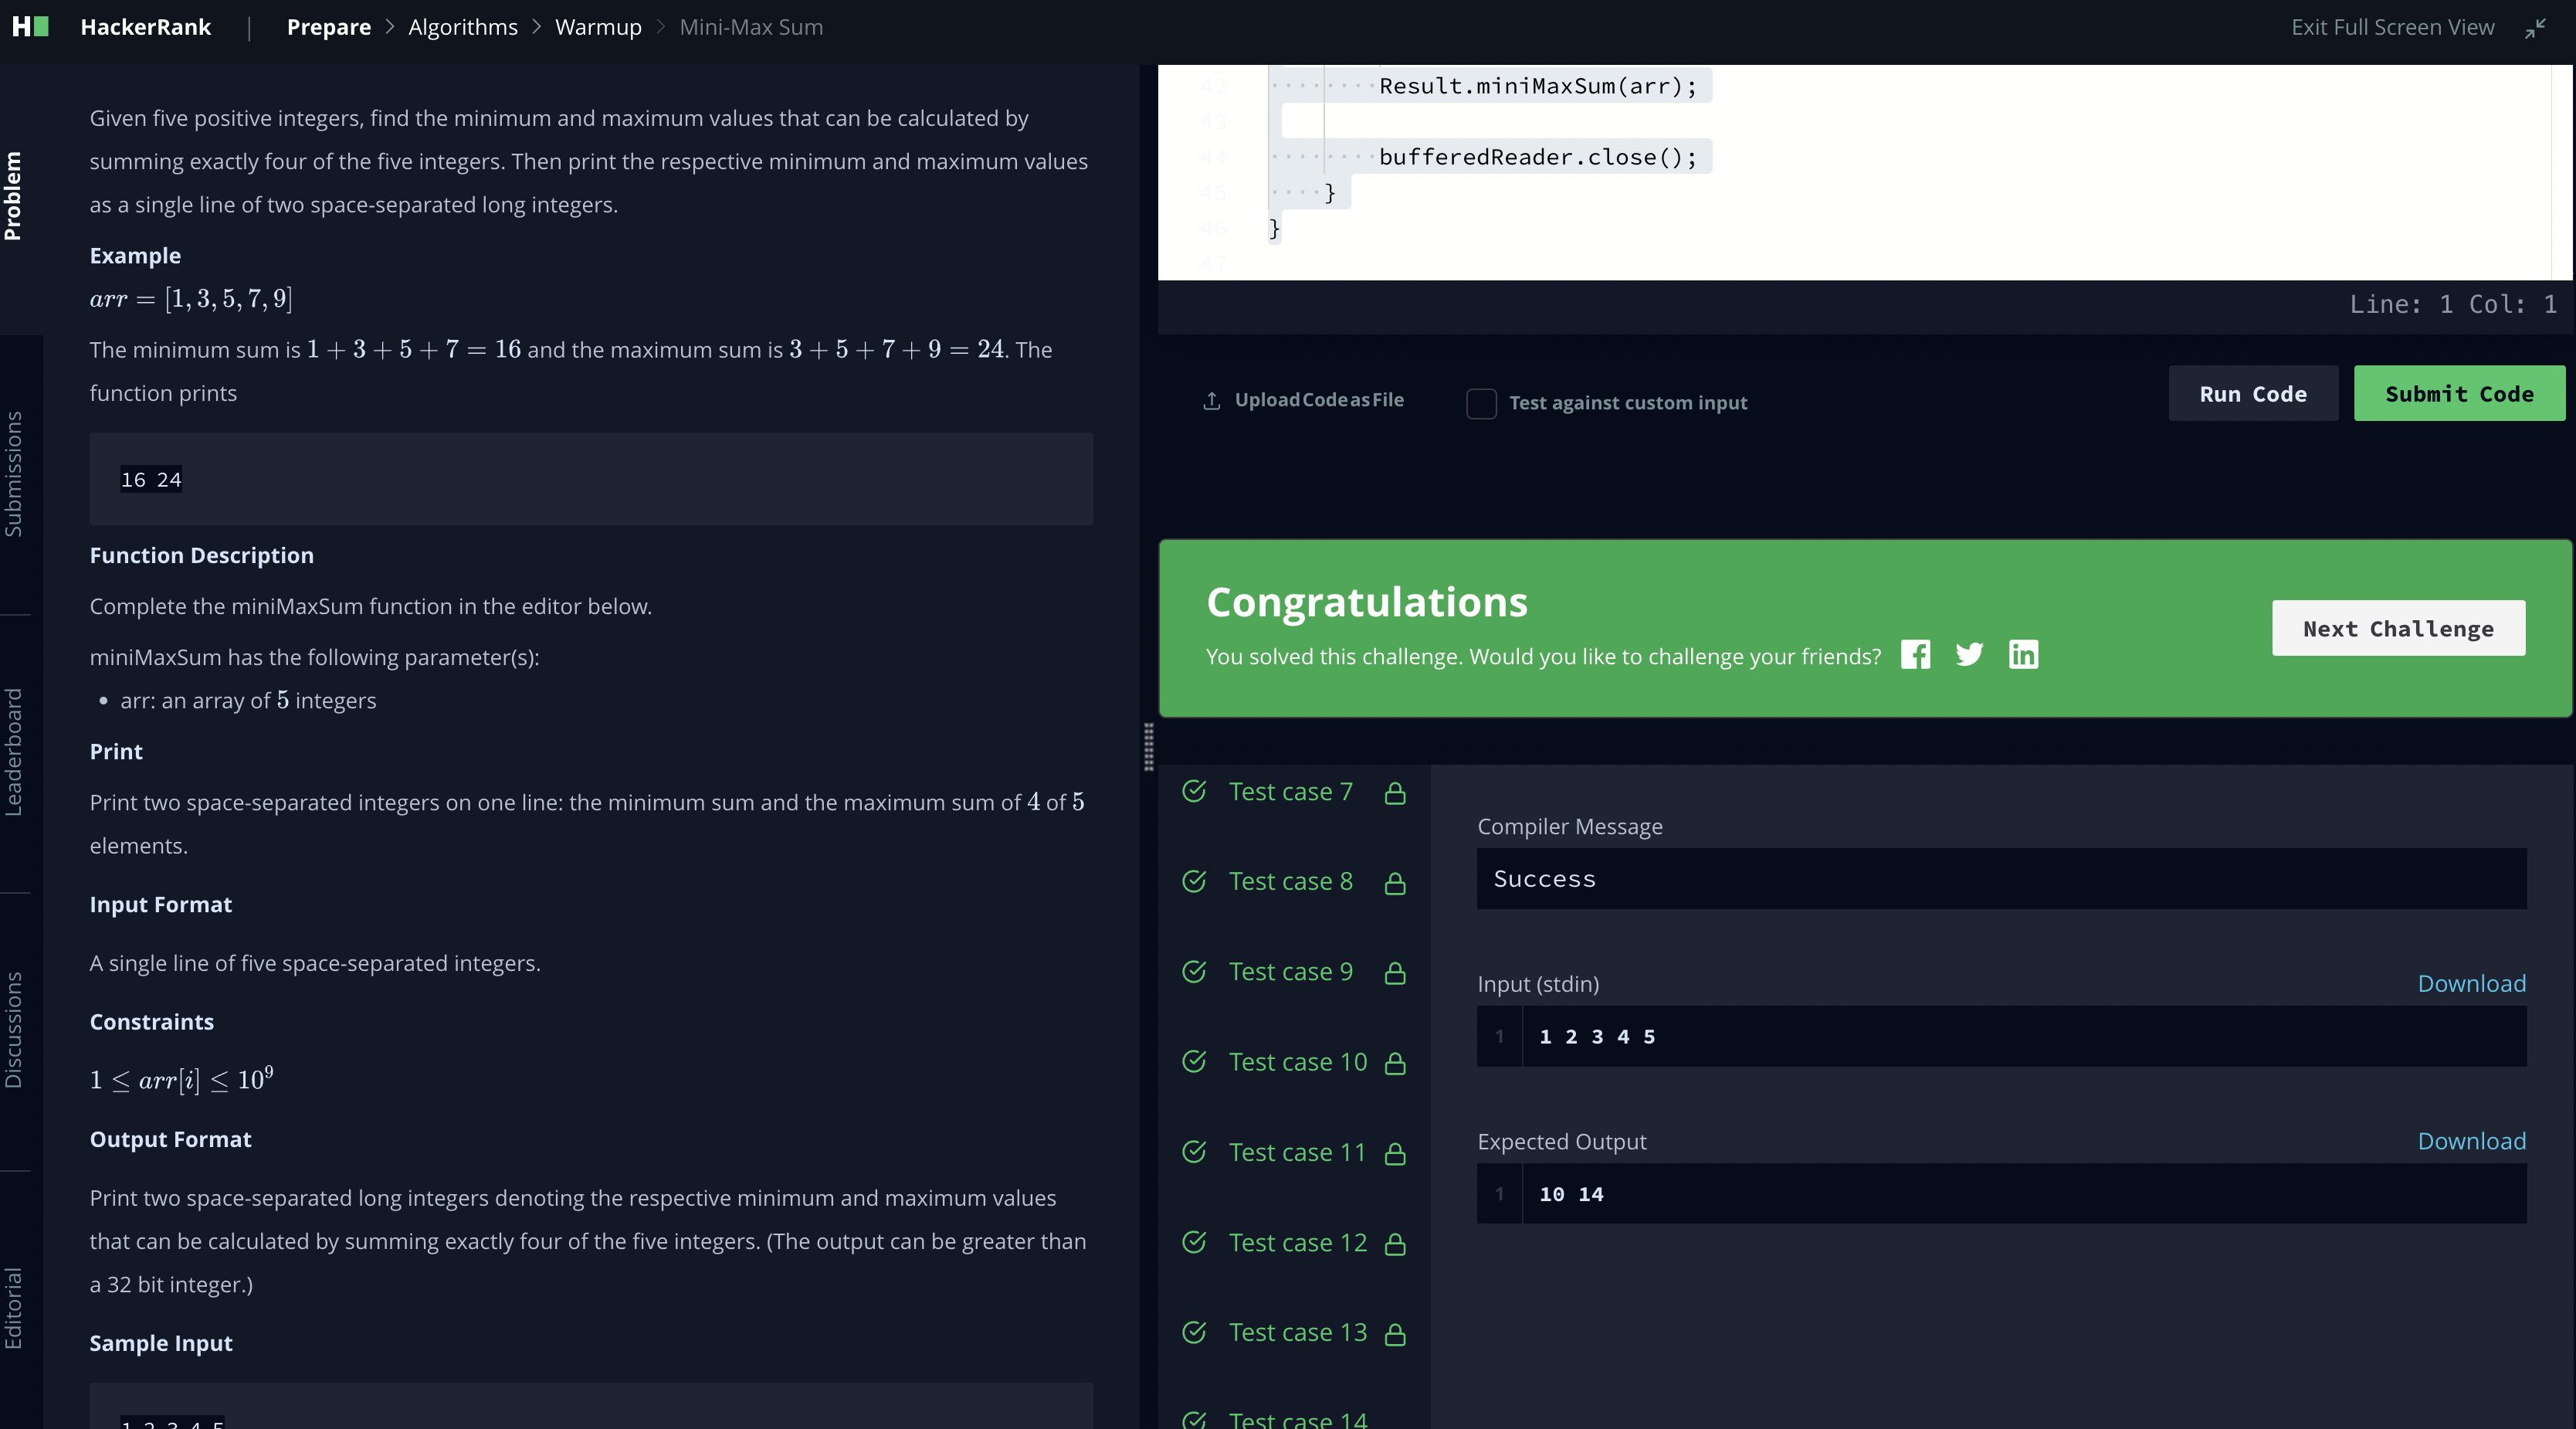 HackerRank | Prepare > Algorithms > Warmup > Mini-Max Sum
Exit Full Screen View
Problem
Submissions
Leaderboard
Discussions
Editorial
Given five positive integers, find the minimum and maximum values that can be calculated by
summing exactly four of the five integers. Then print the respective minimum and maximum values
as a single line of two space-separated long integers.
Example
arr = [1, 3, 5, 7, 9]
The minimum sum is 1 + 3 + 5 + 7 = 16 and the maximum sum is 3 + 5 + 7 + 9 = 24. The
function prints
16 24
Function Description
Complete the miniMaxSum function in the editor below.
miniMaxSum has the following parameter(s):
• arr: an array of 5 integers
Print
Print two space-separated integers on one line: the minimum sum and the maximum sum of 4 of 5
elements.
Input Format
A single line of five space-separated integers.
Constraints
1 ≤ arr[i] ≤ 10⁹
Output Format
Print two space-separated long integers denoting the respective minimum and maximum values
that can be calculated by summing exactly four of the five integers. (The output can be greater than
a 32 bit integer.)
Sample Input
1 2 3 4 5
42 Result.miniMaxSum(arr);
43
44 bufferedReader.close();
45 }
46 }
47
Line: 1 Col: 1
Upload Code as File
Test against custom input
Run Code
Submit Code
Congratulations
You solved this challenge. Would you like to challenge your friends?
Next Challenge
Test case 7
Test case 8
Test case 9
Test case 10
Test case 11
Test case 12
Test case 13
Test case 14
Compiler Message
Success
Input (stdin)
Download
1 1 2 3 4 5
Expected Output
Download
1 10 14